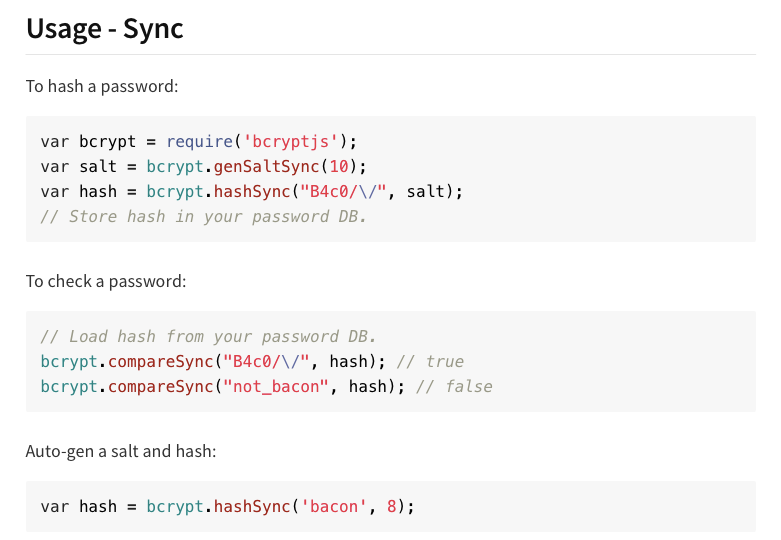 Usage - Sync
To hash a password:
var bcrypt = require('bcryptjs');
var salt = bcrypt.genSaltSync(10);
var hash = bcrypt.hashSync("B4c0/\/", salt);
// Store hash in your password DB.
To check a password:
// Load hash from your password DB.
bcrypt.compareSync("B4c0/\/", hash); // true
bcrypt.compareSync("not_bacon", hash); // false
Auto-gen a salt and hash:
var hash = bcrypt.hashSync('bacon', 8);